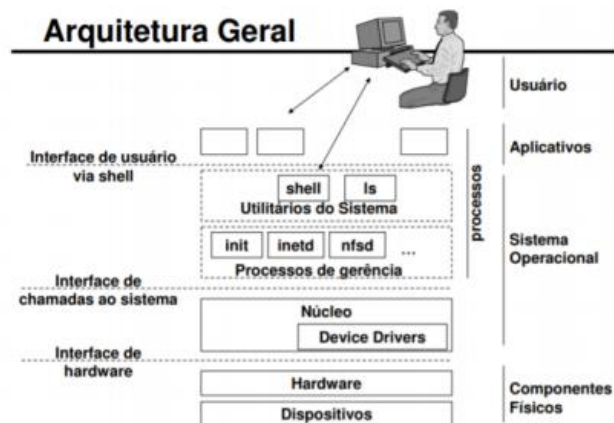 Arquitetura Geral
Usuário
Aplicativos
Interface de usuário
via shell
processos
shell
ls
Utilitários do Sistema
init
inetd
nfsd
...
Processos de gerência
Sistema
Operacional
Interface de
chamadas ao sistema
Núcleo
Device Drivers
Interface de
hardware
Hardware
Dispositivos
Componentes
Físicos